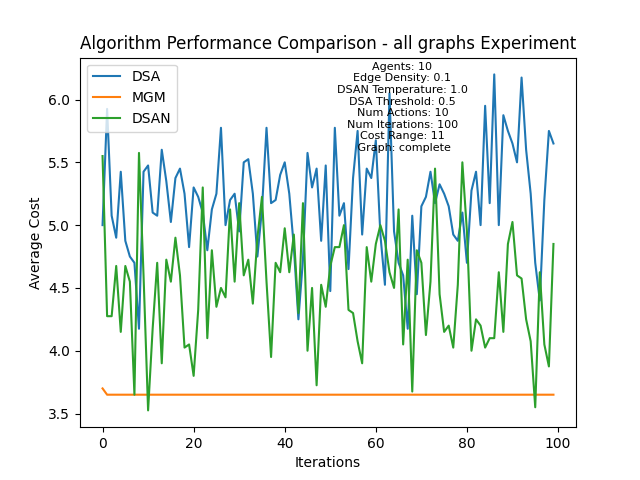 Algorithm Performance Comparison - all graphs Experiment
DSA
MGM
DSAN
Agents: 10
Edge Density: 0.1
DSAN Temperature: 1.0
DSA Threshold: 0.5
Num Actions: 10
Num Iterations: 100
Cost Range: 11
Graph: complete
Average Cost
6.0
5.5
5.0
4.5
4.0
3.5
0 20 40 60 80 100
Iterations